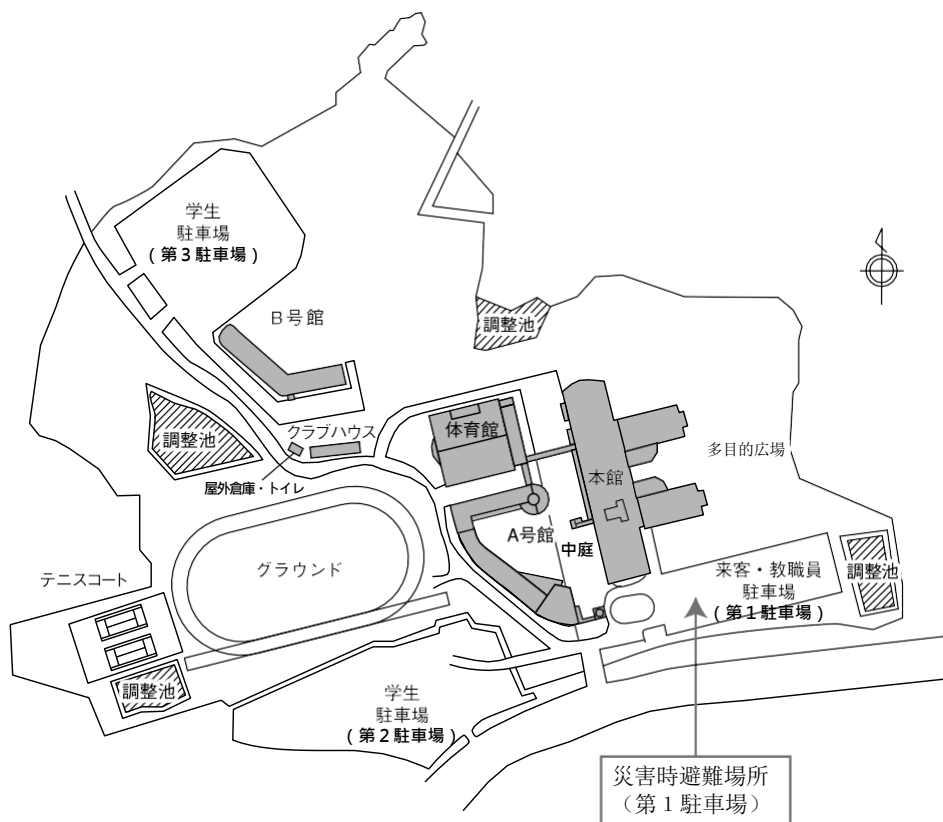 学生
駐車場
(第3駐車場)
B号館
調整池
クラブハウス
体育館
調整池
多目的広場
本館
屋外倉庫・トイレ
A号館
中庭
グラウンド
テニスコート
来客・教職員
駐車場
(第1駐車場)
調整池
調整池
学生
駐車場
(第2駐車場)
災害時避難場所
(第1駐車場)